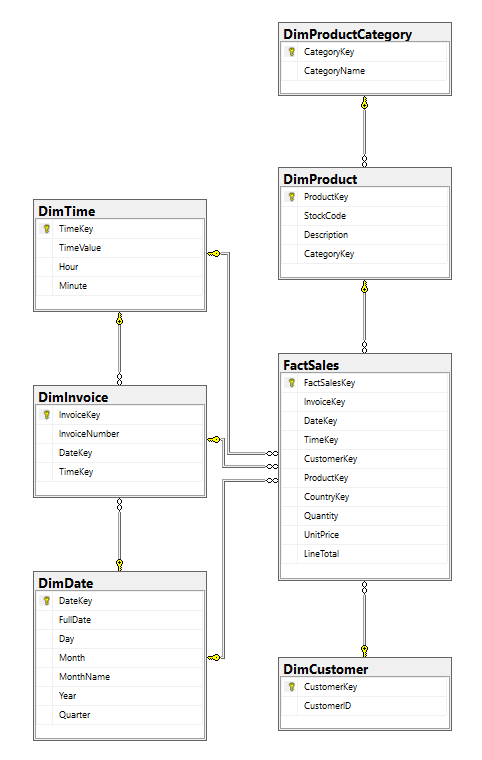 DimProductCategory
CategoryKey
CategoryName
DimProduct
ProductKey
StockCode
Description
CategoryKey
DimTime
TimeKey
TimeValue
Hour
Minute
FactSales
FactSalesKey
InvoiceKey
DateKey
TimeKey
CustomerKey
ProductKey
CountryKey
Quantity
UnitPrice
LineTotal
DimInvoice
InvoiceKey
InvoiceNumber
DateKey
TimeKey
DimDate
DateKey
FullDate
Day
Month
MonthName
Year
Quarter
DimCustomer
CustomerKey
CustomerID